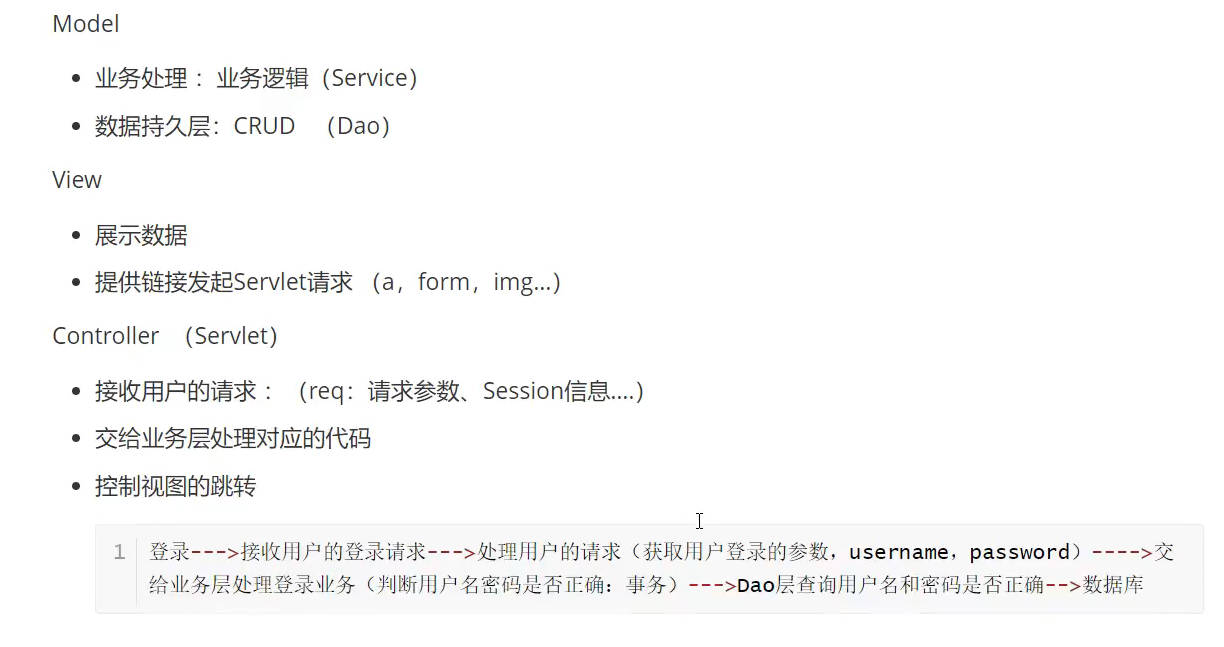 Model
业务处理 ：业务逻辑（Service）
数据持久层：CRUD （Dao）
View
展示数据
提供链接发起Servlet请求 （a，form，img...）
Controller （Servlet）
接收用户的请求 ：（req：请求参数、Session信息....）
交给业务层处理对应的代码
控制视图的跳转
1 登录--->接收用户的登录请求--->处理用户的请求（获取用户登录的参数，username，password）---->交
给业务层处理登录业务（判断用户名密码是否正确：事务）--->Dao层查询用户名和密码是否正确-->数据库